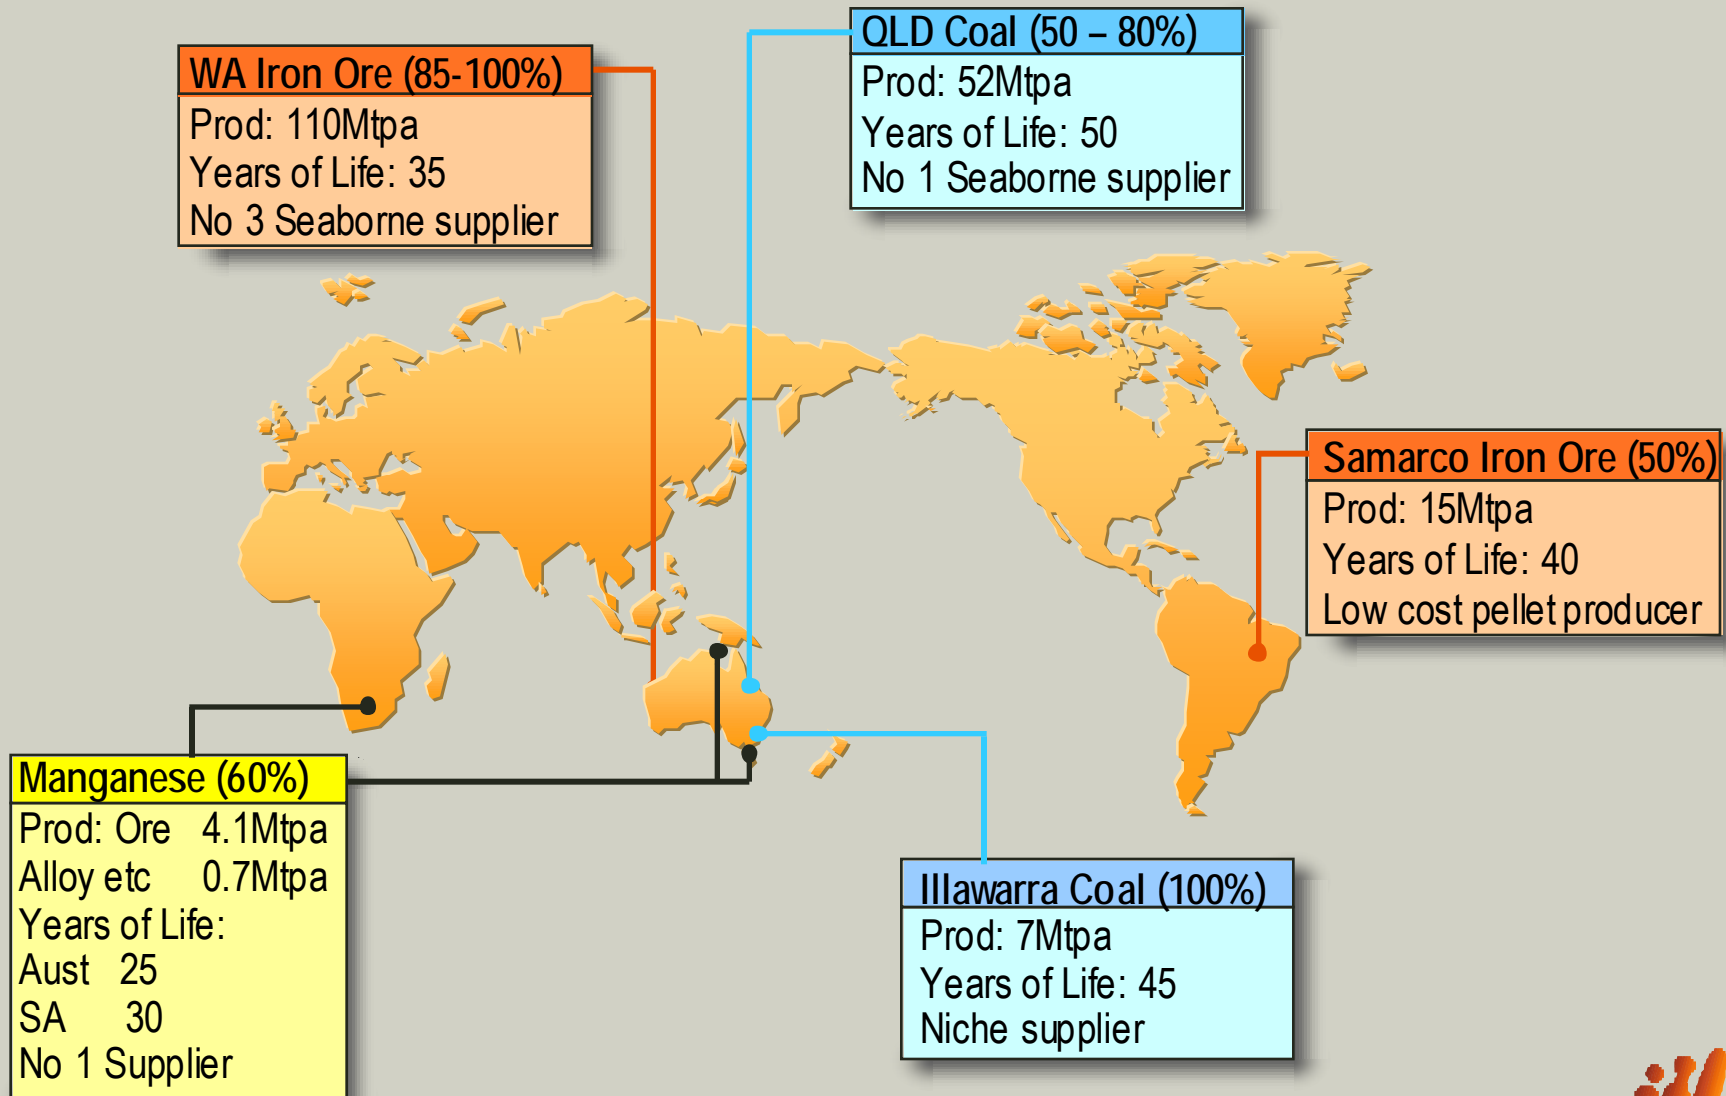 WA Iron Ore (85-100%)
Prod: 110Mtpa
Years of Life: 35
No 3 Seaborne supplier
QLD Coal (50 – 80%)
Prod: 52Mtpa
Years of Life: 50
No 1 Seaborne supplier
Samarco Iron Ore (50%)
Prod: 15Mtpa
Years of Life: 40
Low cost pellet producer
Manganese (60%)
Prod: Ore 4.1Mtpa
Alloy etc 0.7Mtpa
Years of Life:
Aust 25
SA 30
No 1 Supplier
Illawarra Coal (100%)
Prod: 7Mtpa
Years of Life: 45
Niche supplier